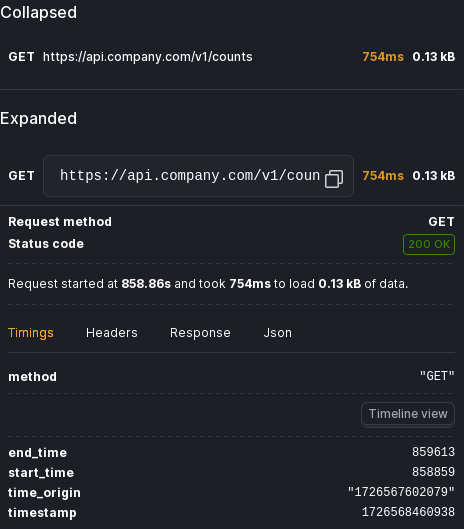 Collapsed
GET https://api.company.com/v1/counts 754ms 0.13 kB
Expanded
GET https://api.company.com/v1/coun 754ms 0.13 kB
Request method GET
Status code 200 OK
Request started at 858.86s and took 754ms to load 0.13 kB of data.
Timings Headers Response Json
method "GET"
Timeline view
end_time 859613
start_time 858859
time_origin "1726567602079"
timestamp 1726568460938